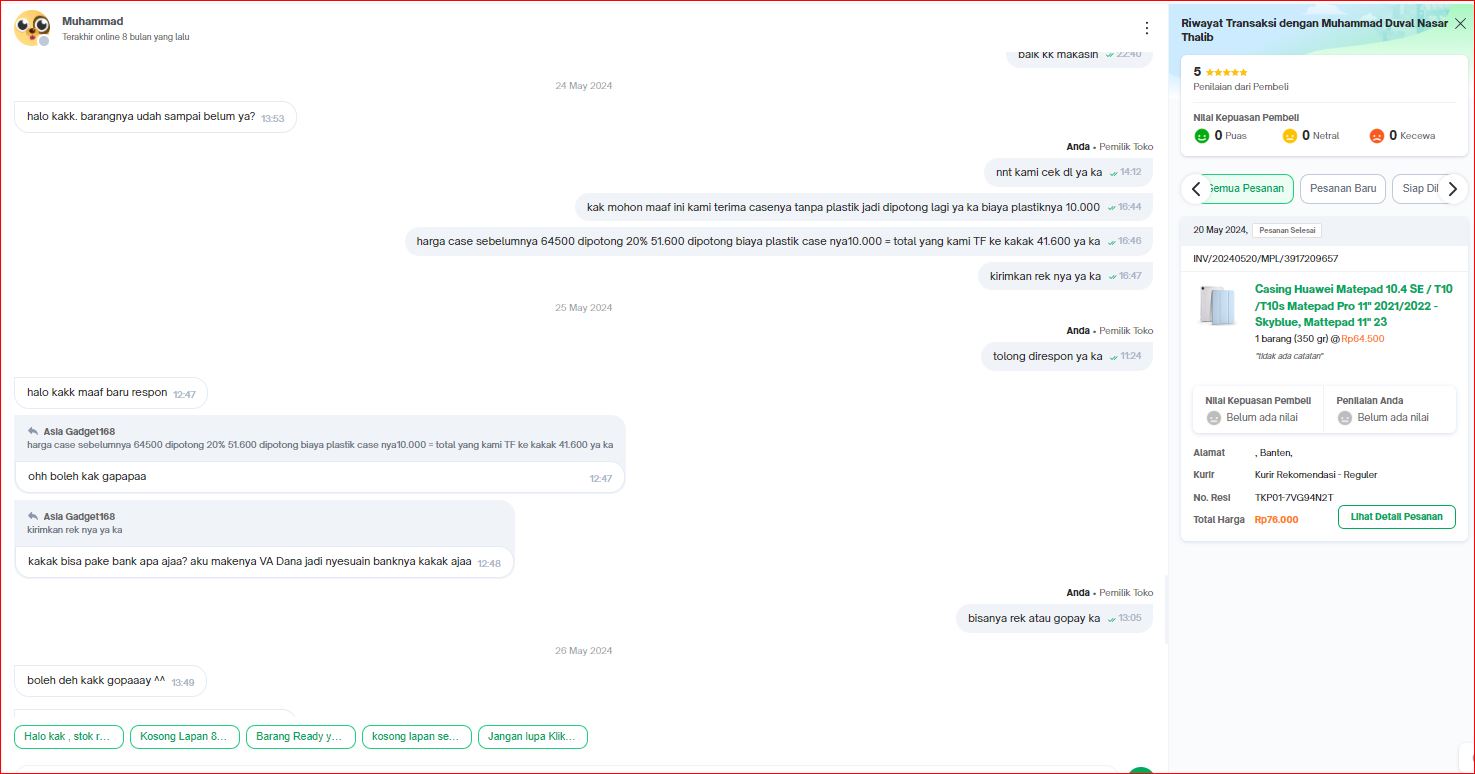 Muhammad
Terakhir online 8 bulan yang lalu
baik kk makasih 22:40
24 May 2024
halo kakk. barangnya udah sampai belum ya? 13:53
Anda • Pemilik Toko
nnt kami cek dl ya ka 14:12
kak mohon maaf ini kami terima casenya tanpa plastik jadi dipotong lagi ya ka biaya plastiknya 10.000 16:44
harga case sebelumnya 64500 dipotong 20% 51.600 dipotong biaya plastik case nya10.000 = total yang kami TF ke kakak 41.600 ya ka 16:46
kirimkan rek nya ya ka 16:47
25 May 2024
Anda • Pemilik Toko
tolong direspon ya ka 11:24
halo kakk maaf baru respon 12:47
Asia Gadget168
harga case sebelumnya 64500 dipotong 20% 51.600 dipotong biaya plastik case nya10.000 = total yang kami TF ke kakak 41.600 ya ka
ohh boleh kak gapapaa 12:47
Asia Gadget168
kirimkan rek nya ya ka
kakak bisa pake bank apa ajaa? aku makenya VA Dana jadi nyesuain banknya kakak ajaa 12:48
Anda • Pemilik Toko
bisanya rek atau gopay ka 13:05
26 May 2024
boleh deh kakk gopaaay ^^ 13:49
Halo kak , stok r...
Kosong Lapan 8...
Barang Ready y...
kosong lapan se...
Jangan lupa Klik...
Riwayat Transaksi dengan Muhammad Duval Nasar
Thalib
5
Penilaian dari Pembeli
Nilai Kepuasan Pembeli
0 Puas
0 Netral
0 Kecewa
Semua Pesanan
Pesanan Baru
Siap Di
20 May 2024, Pesanan Selesai
INV/20240520/MPL/3917209657
Casing Huawei Matepad 10.4 SE / T10
/T10s Matepad Pro 11" 2021/2022 -
Skyblue, Mattepad 11" 23
1 barang (350 gr) @Rp64.500
"tidak ada catatan"
Nilai Kepuasan Pembeli
Belum ada nilai
Penilaian Anda
Belum ada nilai
Alamat , Banten,
Kurir Kurir Rekomendasi - Reguler
No. Resi TKP01-7VG94N2T
Total Harga Rp76.000
Lihat Detail Pesanan